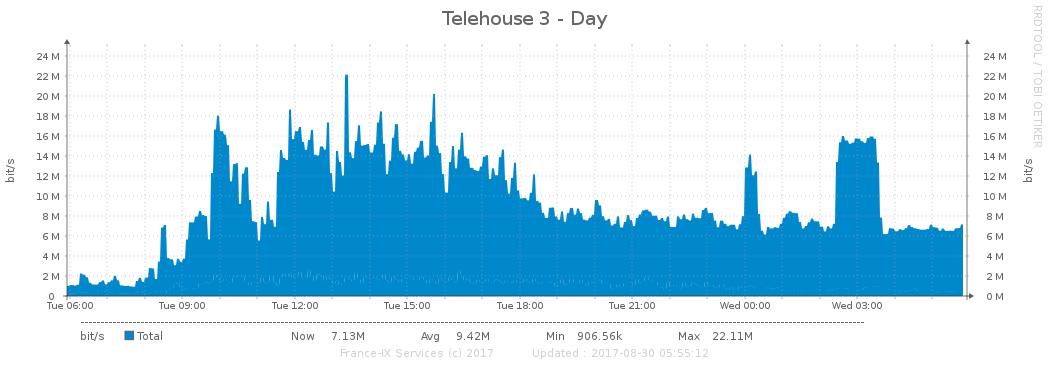 Telehouse 3 - Day
RRDTOOL / TOBI OETIKER
24 M 24 M
22 M 22 M
20 M 20 M
18 M 18 M
16 M 16 M
14 M 14 M
12 M 12 M
10 M 10 M
8 M 8 M
6 M 6 M
4 M 4 M
2 M 2 M
0 0 M
bit/s
bit/s
Tue 06:00 Tue 09:00 Tue 12:00 Tue 15:00 Tue 18:00 Tue 21:00 Wed 00:00 Wed 03:00
bit/s Total Now 7.13M Avg 9.42M Min 906.56k Max 22.11M
France-IX Services (c) 2017 Updated : 2017-08-30 05:55:12